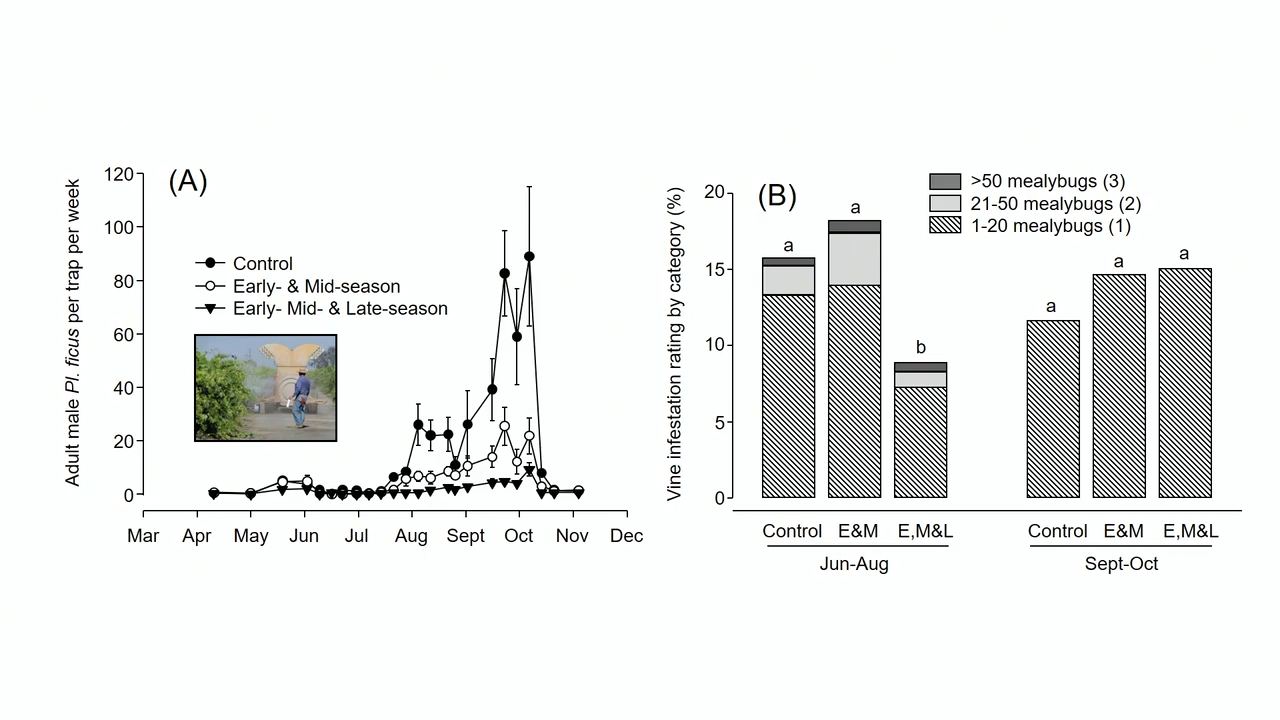 (A)
Adult male Pl. ficus per trap per week
120
100
80
60
40
20
0
Control
Early- & Mid-season
Early- Mid- & Late-season
Mar Apr May Jun Jul Aug Sept Oct Nov Dec
(B)
Vine infestation rating by category (%)
20
15
10
5
0
>50 mealybugs (3)
21-50 mealybugs (2)
1-20 mealybugs (1)
a a b a a a
Control E&M E,M&L Control E&M E,M&L
Jun-Aug Sept-Oct